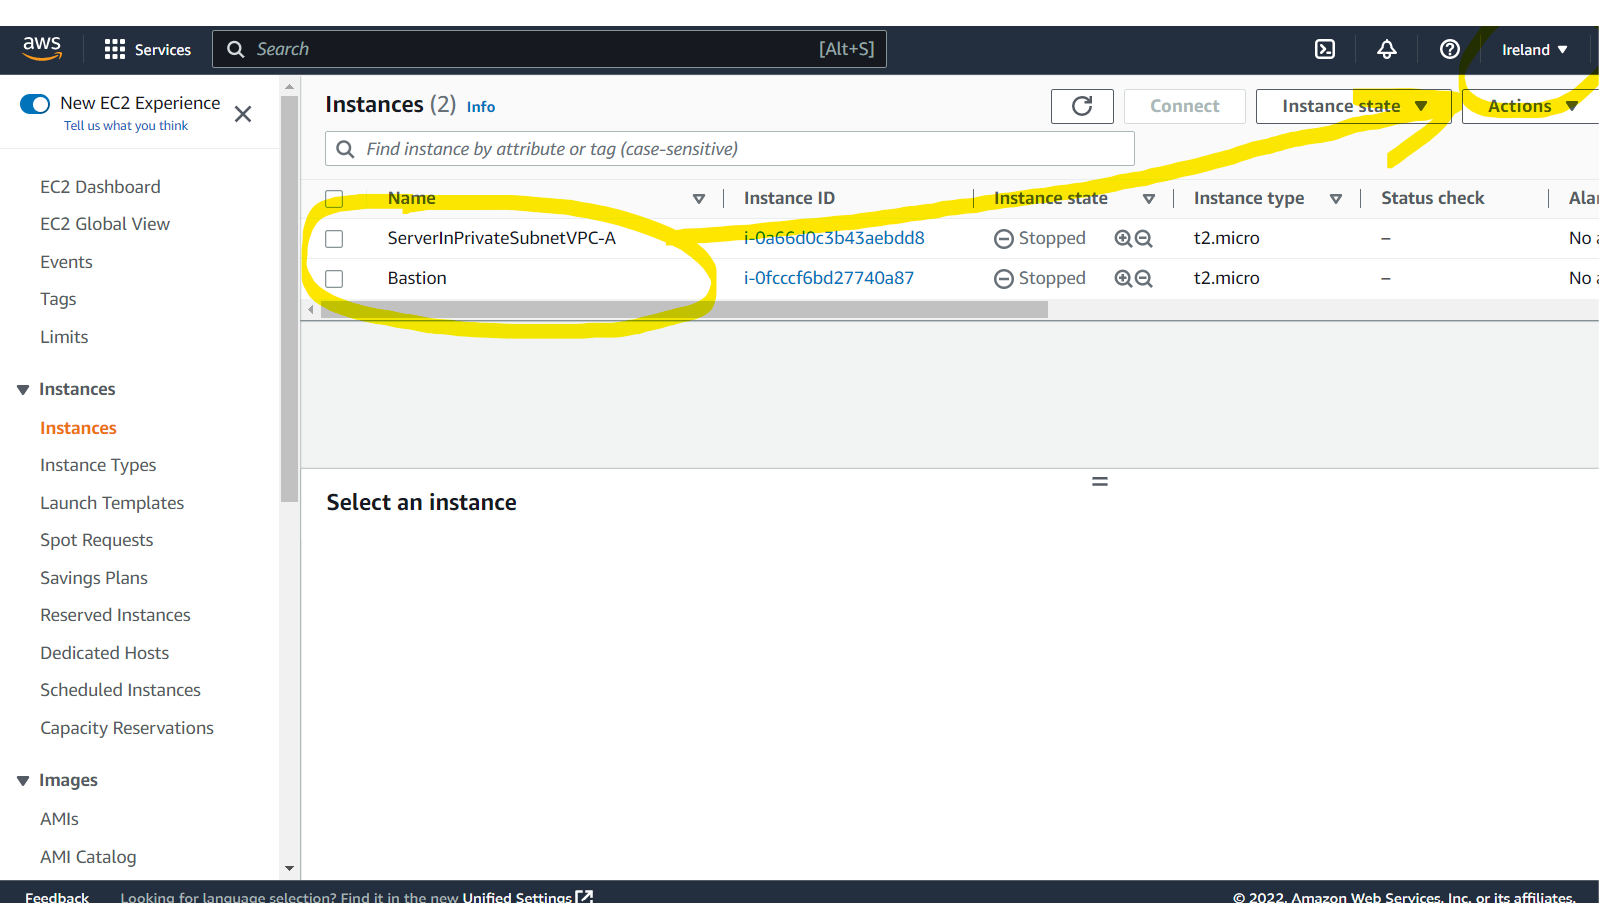 aws
Services
Search
[Alt+S]
Ireland
New EC2 Experience
Tell us what you think
EC2 Dashboard
EC2 Global View
Events
Tags
Limits
Instances
Instances
Instance Types
Launch Templates
Spot Requests
Savings Plans
Reserved Instances
Dedicated Hosts
Scheduled Instances
Capacity Reservations
Images
AMIs
AMI Catalog
Instances (2) Info
Connect
Instance state
Actions
Find instance by attribute or tag (case-sensitive)
Name Instance ID Instance state Instance type Status check Ala
ServerInPrivateSubnetVPC-A i-0a66d0c3b43aebdd8 Stopped t2.micro – No a
Bastion i-0fcccf6bd27740a87 Stopped t2.micro – No a
Select an instance
Feedback Looking for language selection? Find it in the new Unified Settings © 2022, Amazon Web Services, Inc. or its affiliates.